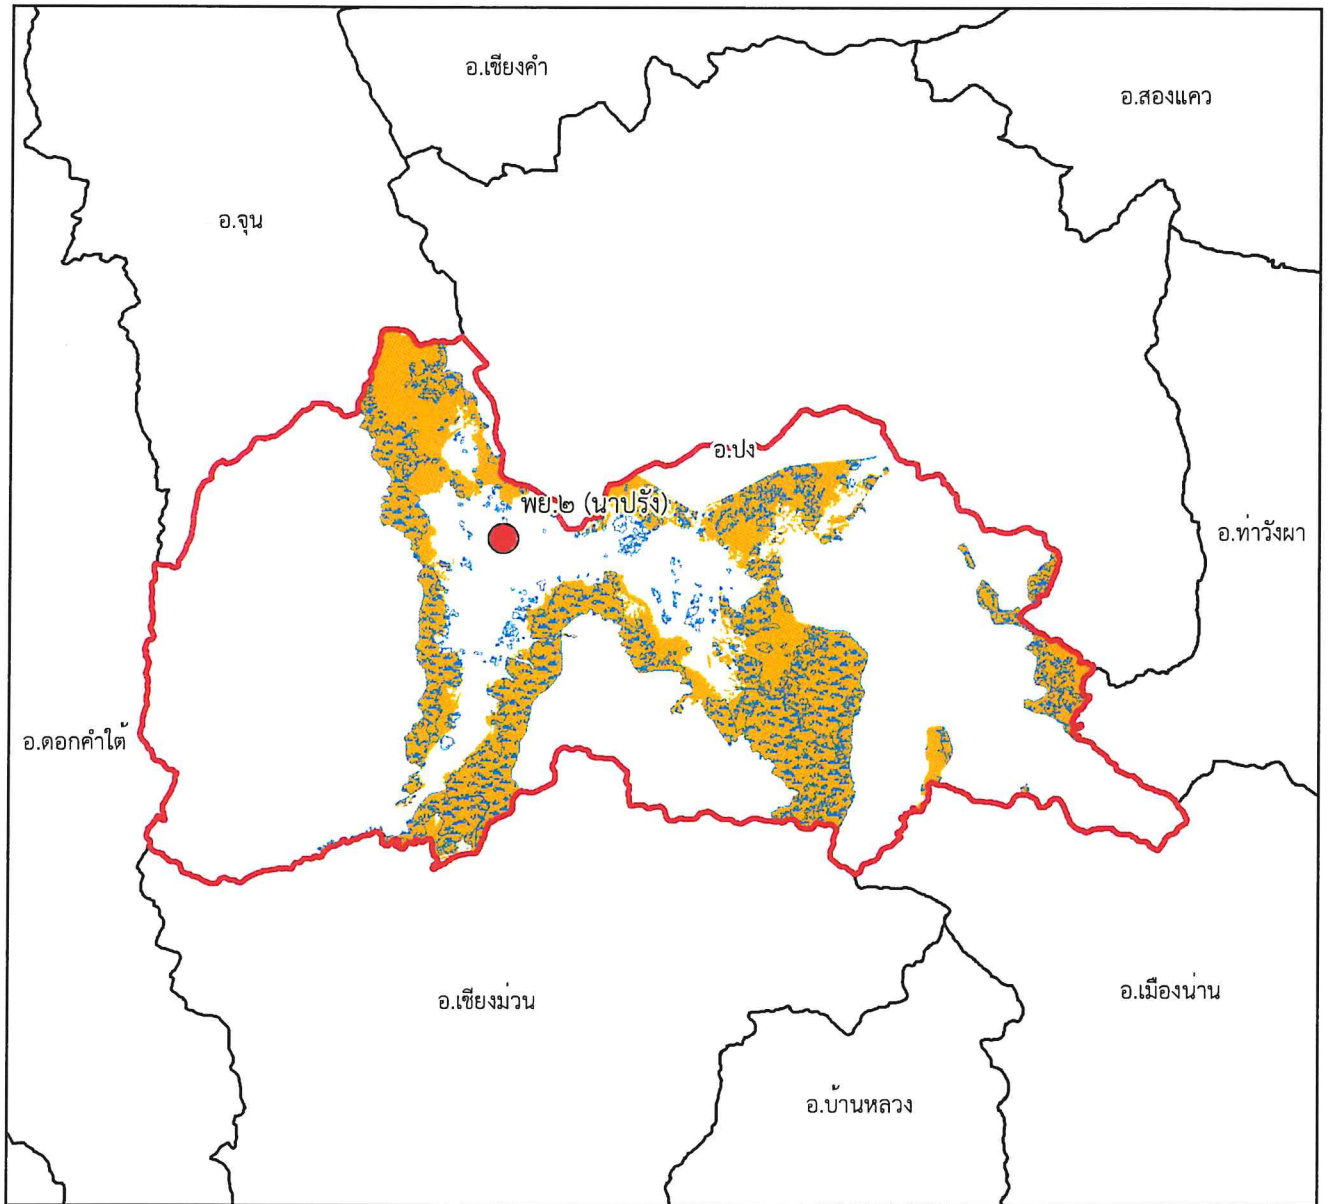 อ.เชียงคำ
อ.สองแคว
อ.จุน
อ.ปง
พย.๒ (นาปรัง)
อ.ท่าวังผา
อ.ดอกคำใต้
อ.เชียงม่วน
อ.เมืองน่าน
อ.บ้านหลวง